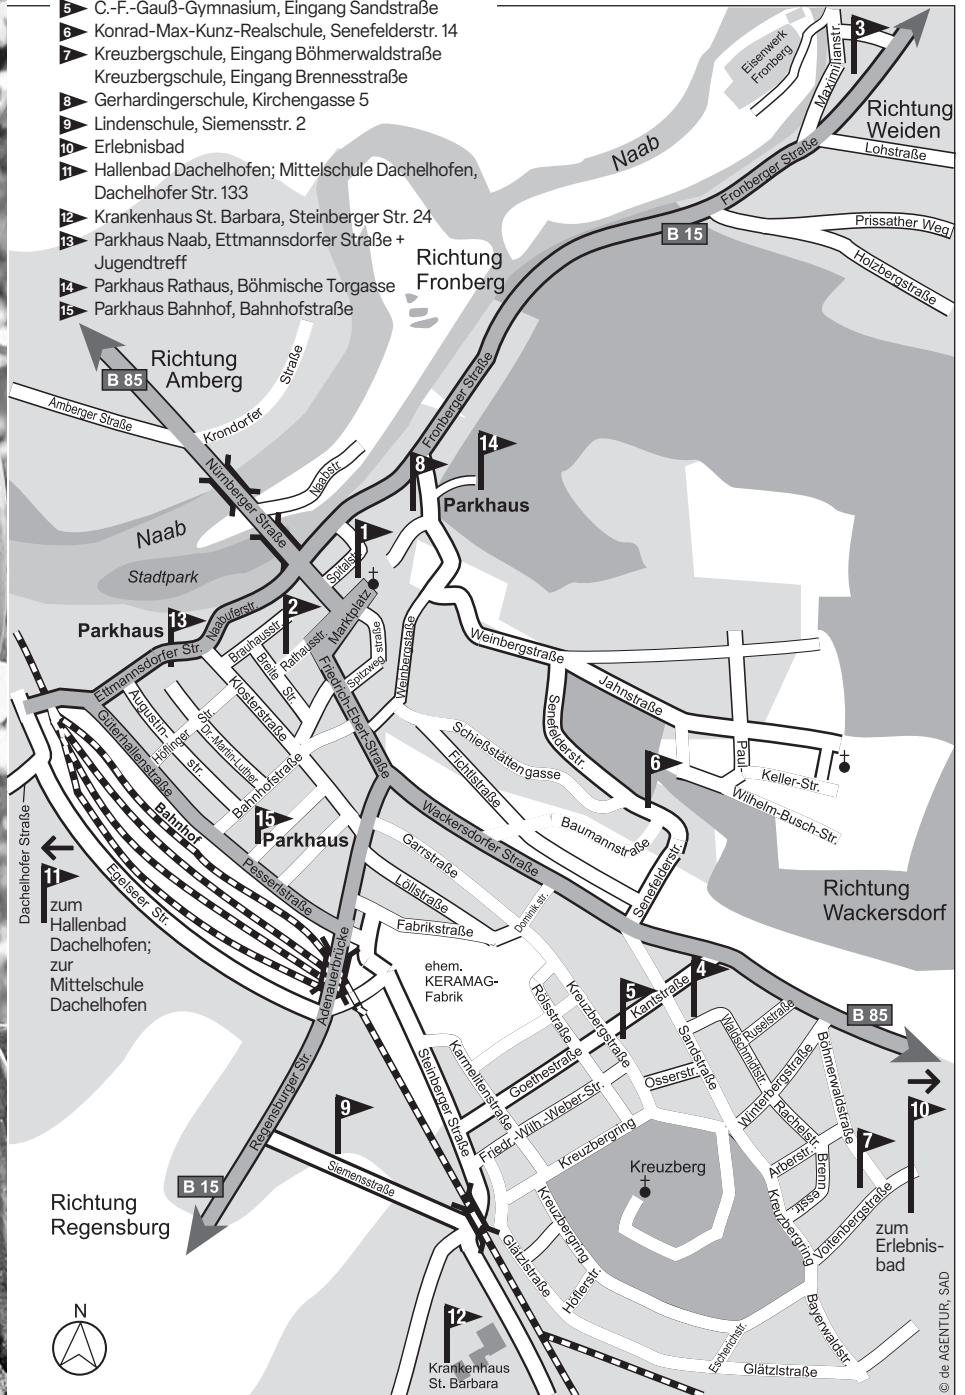 5 C.-F.-Gauß-Gymnasium, Eingang Sandstraße
6 Konrad-Max-Kunz-Realschule, Senefelderstr. 14
7 Kreuzbergschule, Eingang Böhmerwaldstraße
Kreuzbergschule, Eingang Brennesstraße
8 Gerhardingerschule, Kirchengasse 5
9 Lindenschule, Siemensstr. 2
10 Erlebnisbad
11 Hallenbad Dachelhofen; Mittelschule Dachelhofen,
Dachelhofer Str. 133
12 Krankenhaus St. Barbara, Steinberger Str. 24
13 Parkhaus Naab, Ettmannsdorfer Straße +
Jugendtreff
14 Parkhaus Rathaus, Böhmische Torgasse
15 Parkhaus Bahnhof, Bahnhofstraße
Eisenwerk
Fronberg
Maximilianstr.
3
Richtung
Weiden
Lohstraße
Naab
Fronberger Straße
B 15
Prissather Weg
Holzbergstraße
Richtung
Fronberg
Richtung
Amberg
B 85
Amberger Straße
Krondorfer
Straße
Nürnberger Straße
Naabstr.
Fronberger Straße
8
14
Parkhaus
Naab
Stadtpark
1
Spitalstr.
Marktplatz
Parkhaus
13
Naabuferstr.
2
Brauhausstr.
Rathausstr.
Breite
Str.
Ettmannsdorfer Str.
Klosterstraße
Spitzwegstraße
Weinbergstaße
Weinbergstraße
Friedrich-Ebert-Straße
Augustin-
str.
Höflinger
Str.
Dr.-Martin-Luther
Bahnhofstraße
Güterhallenstraße
Bahnhof
15
Parkhaus
Pesserlstraße
Jahnstraße
Senefelderstr.
Schießstättengasse
Fichtlstraße
6
Paul-
Keller-Str.
Wilhelm-Busch-Str.
Baumannstraße
Wackersdorfer Straße
Senefelderstr.
Dachelhofer Straße
11
zum
Hallenbad
Dachelhofen;
zur
Mittelschule
Dachelhofen
Egelseer Str.
Garrstraße
Löllstraße
Fabrikstraße
Dominikstr.
Richtung
Wackersdorf
Adenauerbrücke
ehem.
KERAMAG-
Fabrik
Rölsstraße
Kreuzbergstraße
5
4
Kantstraße
Sandstraße
B 85
Ruselstraße
Waldschmidtstr.
Böhmerwaldstraße
Winterbergstraße
Karmelitenstraße
Goethestraße
Osserstr.
Friedr.-Wilh.-Weber-Str.
Steinberger Straße
Regensburger Str.
Rachelstr.
Arberstr.
Brenn
esstr.
7
10
zum
Erlebnis-
bad
9
Siemensstraße
Kreuzbergring
Kreuzberg
Kreuzbergring
Kreuzbergring
Voltenbergstraße
B 15
Richtung
Regensburg
Glätzlstraße
Höflerstr.
Bayerwaldstr.
Escherichstr.
Glätzlstraße
N
12
Krankenhaus
St. Barbara
© de AGENTUR, SAD